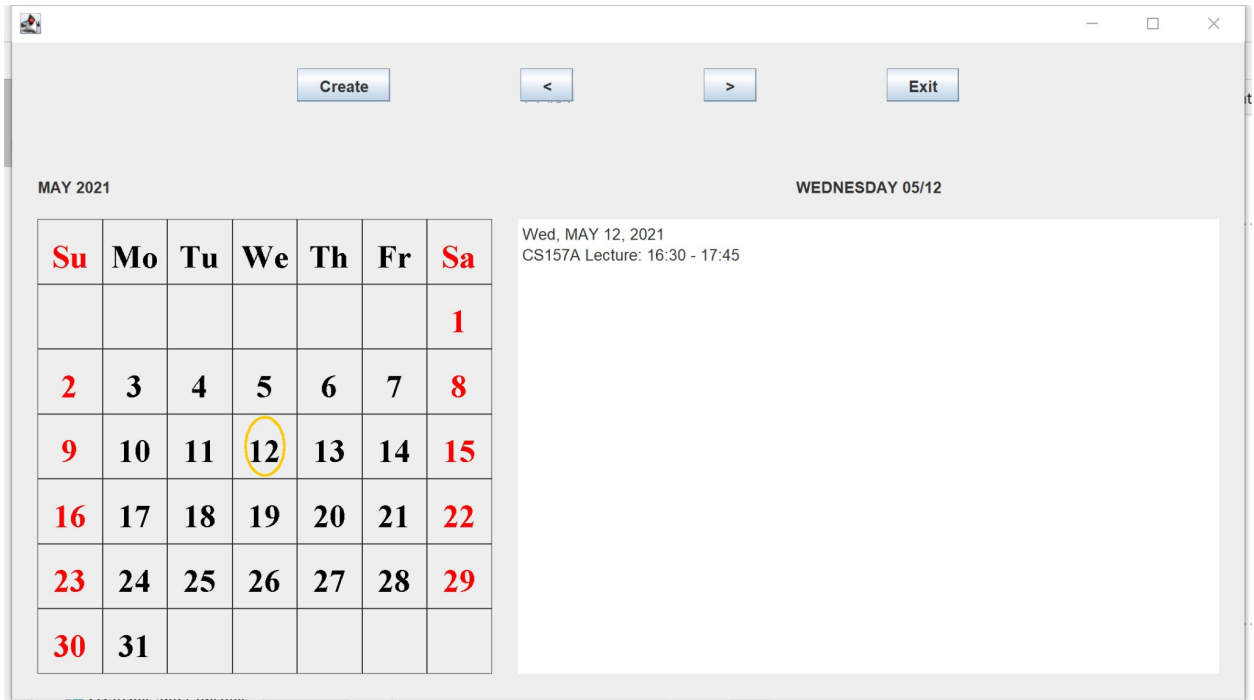 Create < > Exit
MAY 2021 WEDNESDAY 05/12
Su Mo Tu We Th Fr Sa
1
2 3 4 5 6 7 8
9 10 11 12 13 14 15
16 17 18 19 20 21 22
23 24 25 26 27 28 29
30 31
Wed, MAY 12, 2021
CS157A Lecture: 16:30 - 17:45